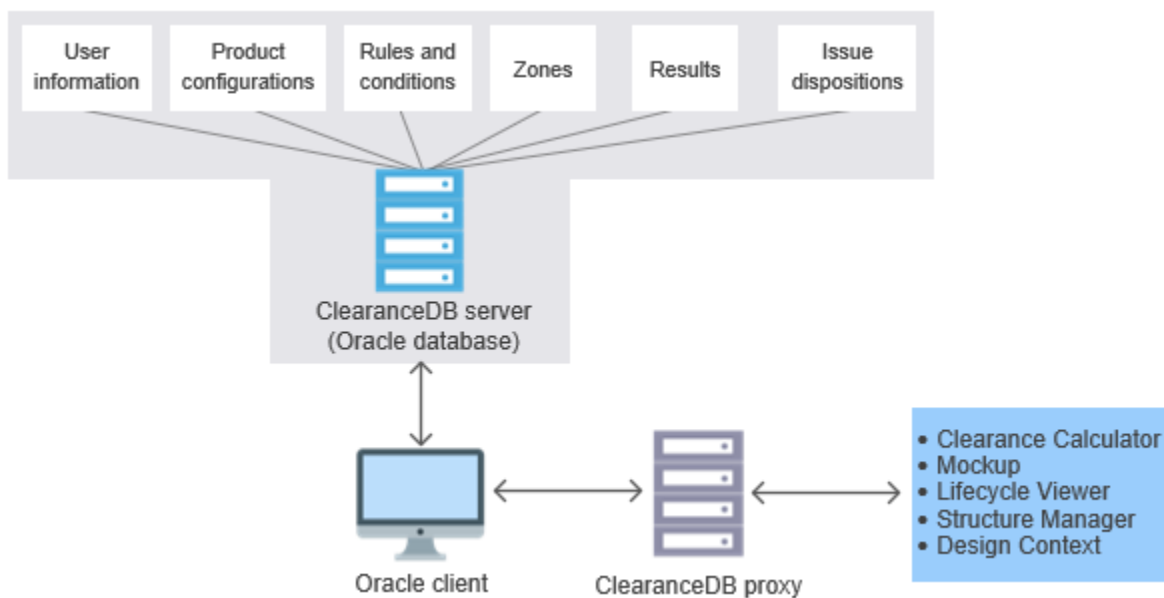 User
information
Product
configurations
Rules and
conditions
Zones
Results
Issue
dispositions
ClearanceDB server
(Oracle database)
Oracle client
ClearanceDB proxy
• Clearance Calculator
• Mockup
• Lifecycle Viewer
• Structure Manager
• Design Context